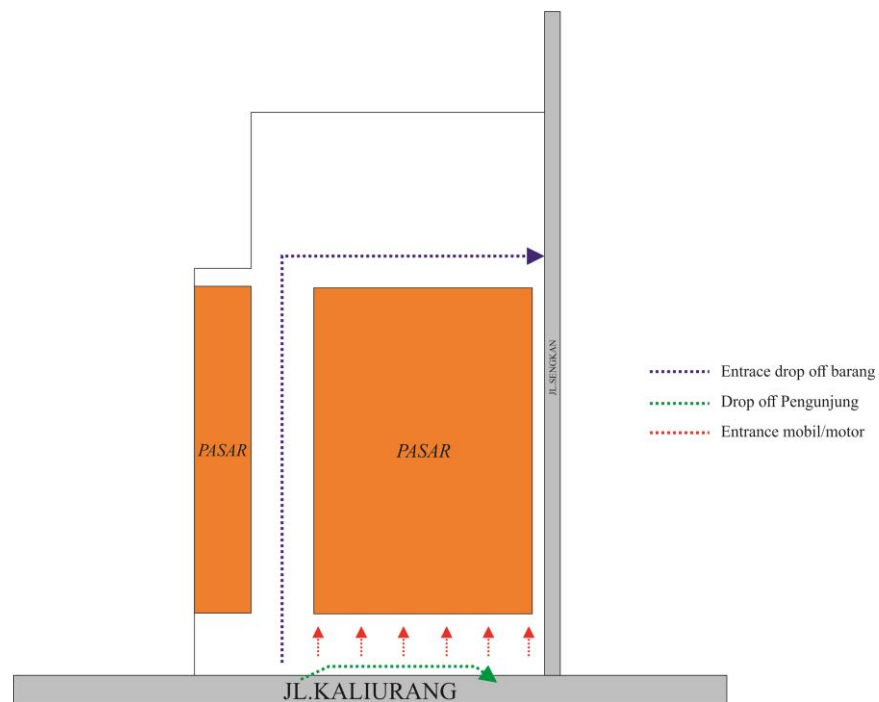 PASAR
PASAR
JL.SENGKAN
Entrace drop off barang
Drop off Pengunjung
Entrance mobil/motor
JL.KALIURANG